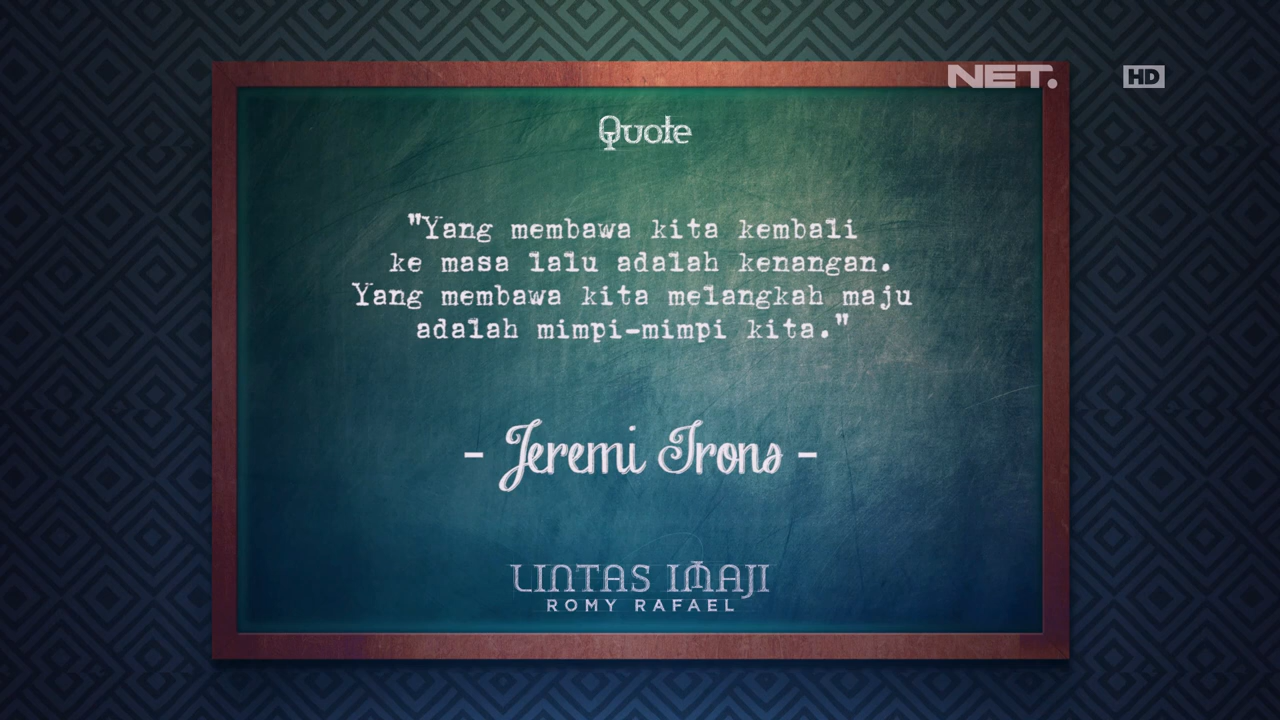 NET.
HD
Quote
"Yang membawa kita kembali
ke masa lalu adalah kenangan.
Yang membawa kita melangkah maju
adalah mimpi-mimpi kita."
- Jeremi Irons -
LINTAS IMAJI
ROMY RAFAEL